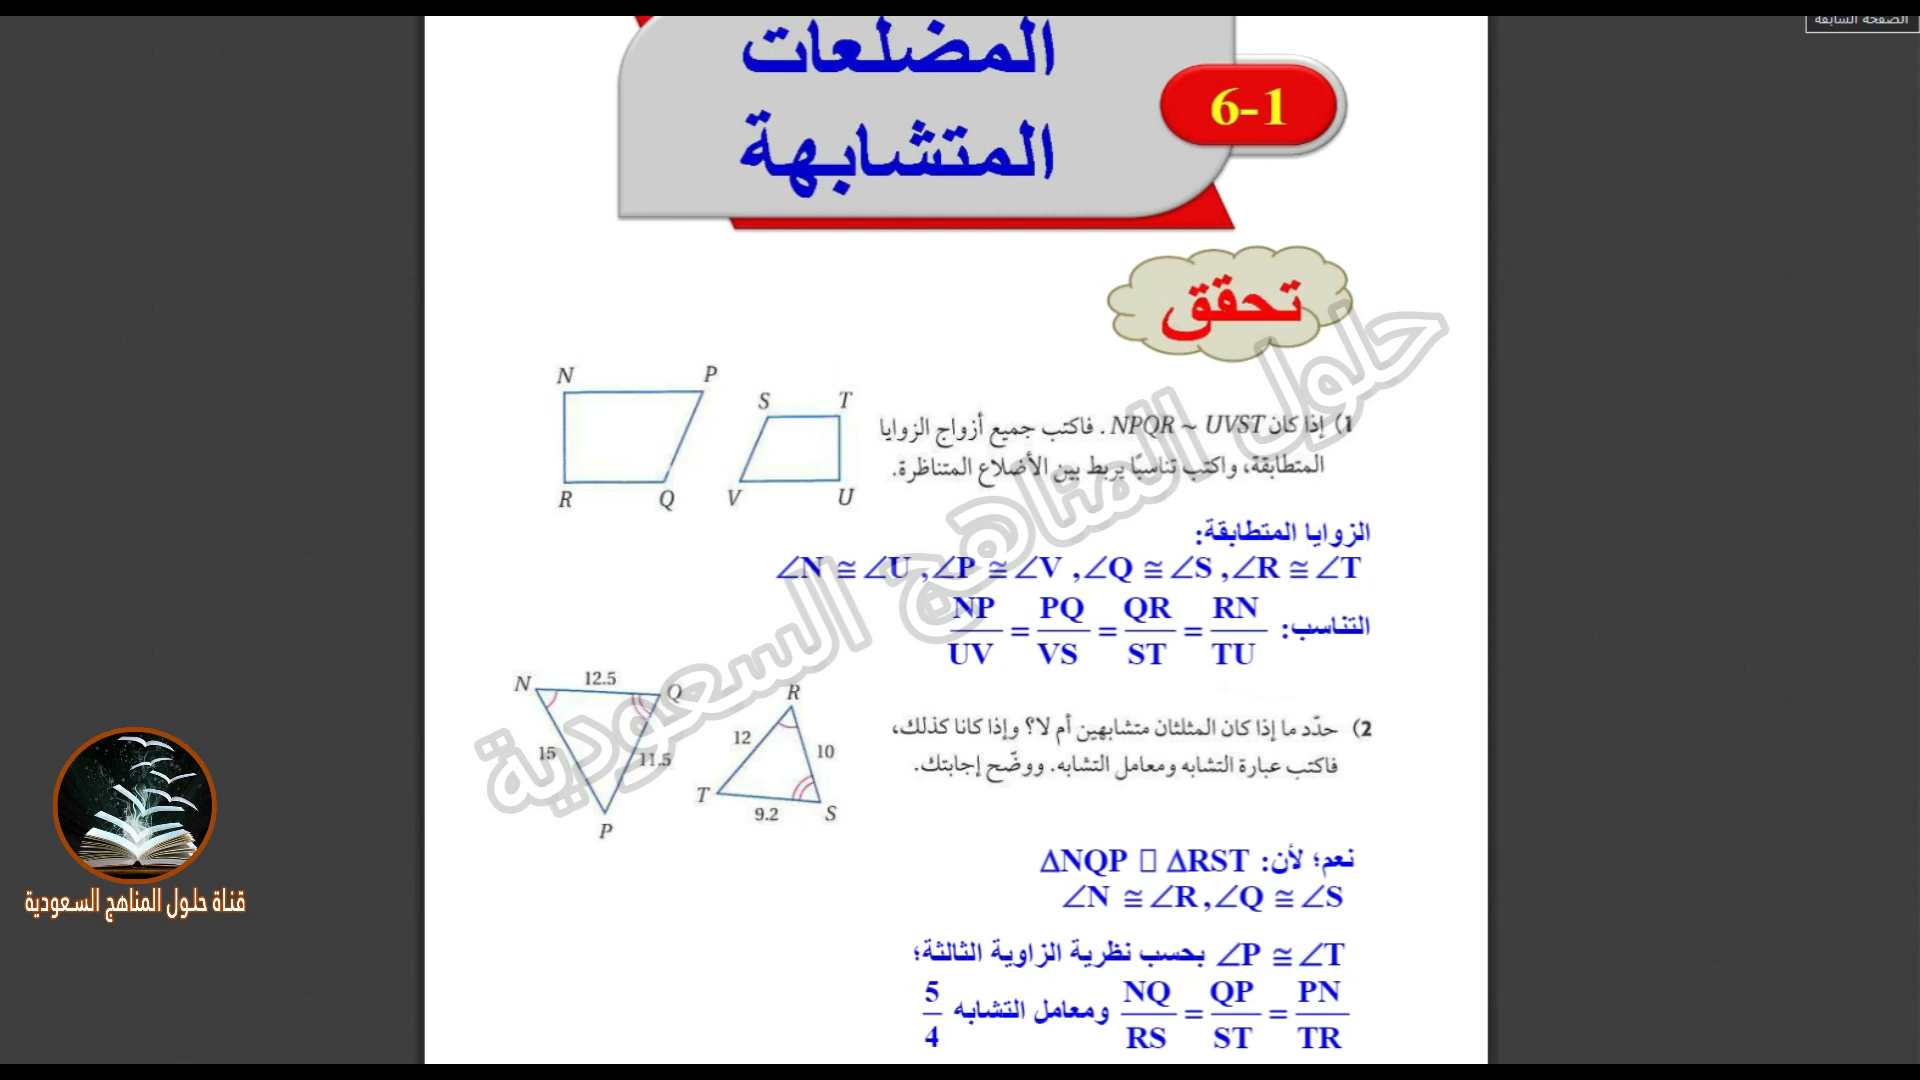 الصفحة السابقة
المضلعات
6-1
المتشابهة
تحقق
N P
S T
R Q V U
1) إذا كان NPQR ~ UVST . فاكتب جميع أزواج الزوايا
المتطابقة، واكتب تناسبًا يربط بين الأضلاع المتناظرة.
الزوايا المتطابقة:
∠N ≅ ∠U ,∠P ≅ ∠V ,∠Q ≅ ∠S ,∠R ≅ ∠T
التناسب: NP/UV = PQ/VS = QR/ST = RN/TU
N 12.5 Q
R
15 11.5
12 10
T 9.2 S
P
2) حدّد ما إذا كان المثلثان متشابهين أم لا؟ وإذا كانا كذلك،
فاكتب عبارة التشابه ومعامل التشابه. ووضّح إجابتك.
نعم؛ لأن: ΔNQP ▯ ΔRST
∠N ≅ ∠R ,∠Q ≅ ∠S
∠P ≅ ∠T بحسب نظرية الزاوية الثالثة؛
NQ/RS = QP/ST = PN/TR ومعامل التشابه 5/4
حلول المناهج السعودية
قناة حلول المناهج السعودية